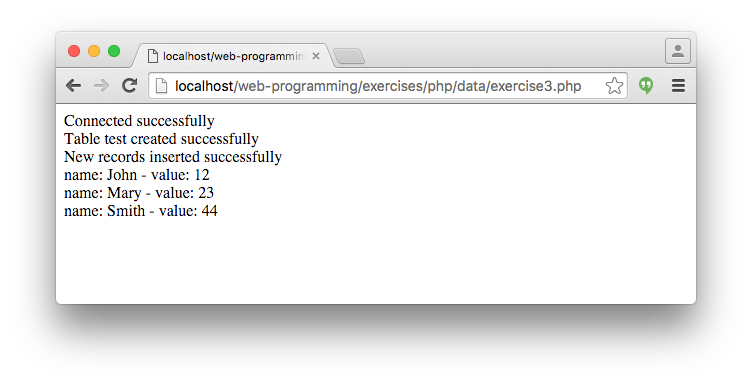 localhost/web-programmin
localhost/web-programming/exercises/php/data/exercise3.php
Connected successfully
Table test created successfully
New records inserted successfully
name: John - value: 12
name: Mary - value: 23
name: Smith - value: 44